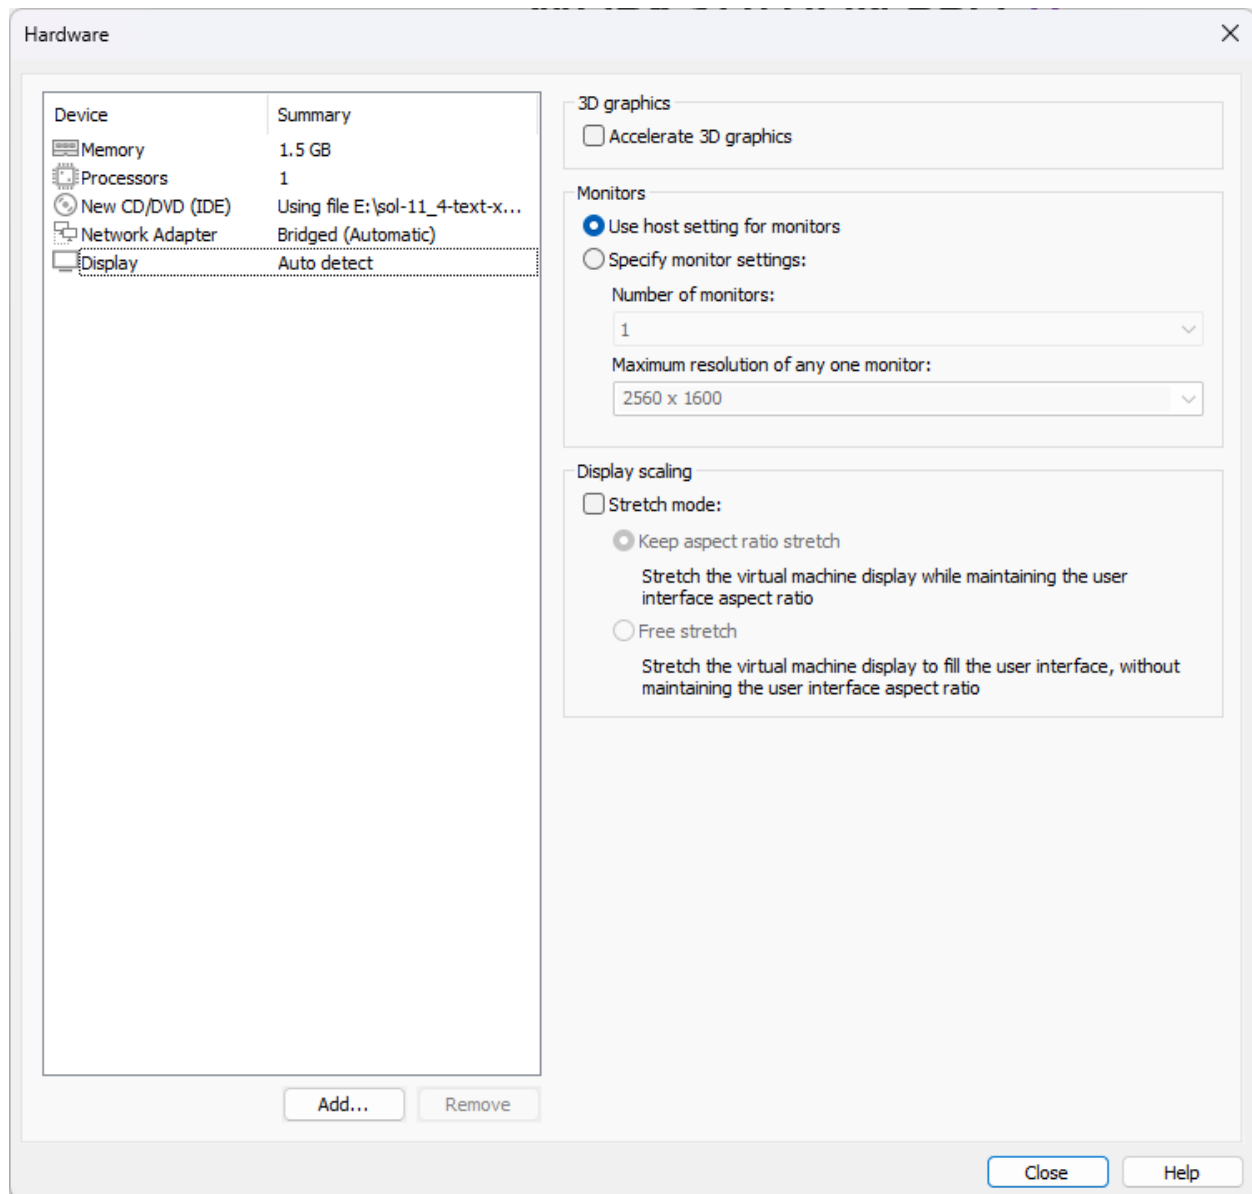 Hardware
Device Summary
Memory 1.5 GB
Processors 1
New CD/DVD (IDE) Using file E:\sol-11_4-text-x...
Network Adapter Bridged (Automatic)
Display Auto detect
Add... Remove
3D graphics
Accelerate 3D graphics
Monitors
Use host setting for monitors
Specify monitor settings:
Number of monitors:
1
Maximum resolution of any one monitor:
2560 x 1600
Display scaling
Stretch mode:
Keep aspect ratio stretch
Stretch the virtual machine display while maintaining the user
interface aspect ratio
Free stretch
Stretch the virtual machine display to fill the user interface, without
maintaining the user interface aspect ratio
Close Help